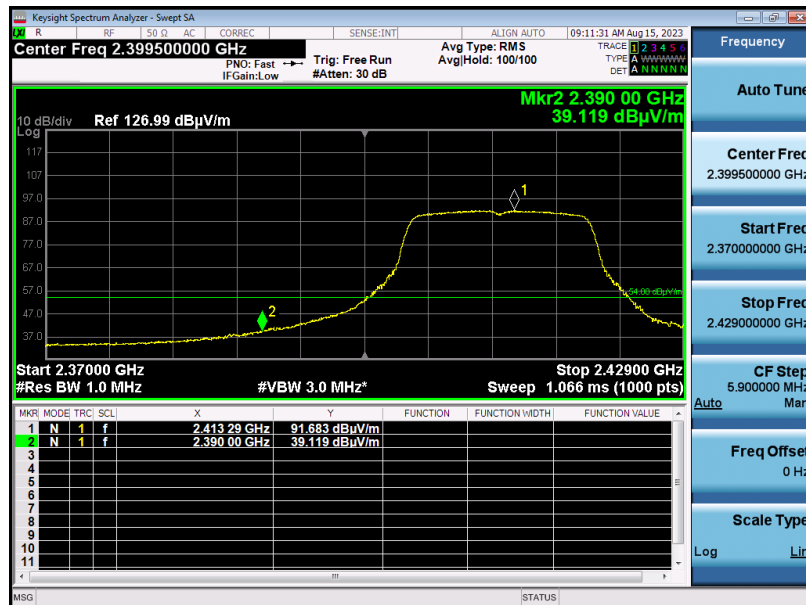 Keysight Spectrum Analyzer - Swept SA
LXI R RF 50 Ω AC CORREC SENSE:INT ALIGN AUTO 09:11:31 AM Aug 15, 2023
Center Freq 2.399500000 GHz
PNO: Fast
IFGain:Low
Trig: Free Run
#Atten: 30 dB
Avg Type: RMS
Avg|Hold: 100/100
TRACE 1 2 3 4 5 6
TYPE A WWWWW
DET A N N N N N
Mkr2 2.390 00 GHz
39.119 dBµV/m
10 dB/div Ref 126.99 dBµV/m
Log
117
107
97.0
87.0
77.0
67.0
57.0
47.0
37.0
1
2
54.00 dBµV/m
Start 2.37000 GHz Stop 2.42900 GHz
#Res BW 1.0 MHz #VBW 3.0 MHz* Sweep 1.066 ms (1000 pts)
MKR MODE TRC SCL X Y FUNCTION FUNCTION WIDTH FUNCTION VALUE
1 N 1 f 2.413 29 GHz 91.683 dBµV/m
2 N 1 f 2.390 00 GHz 39.119 dBµV/m
3
4
5
6
7
8
9
10
11
MSG STATUS
Frequency
Auto Tune
Center Freq
2.399500000 GHz
Start Freq
2.370000000 GHz
Stop Freq
2.429000000 GHz
CF Step
5.900000 MHz
Auto Man
Freq Offset
0 Hz
Scale Type
Log Lin